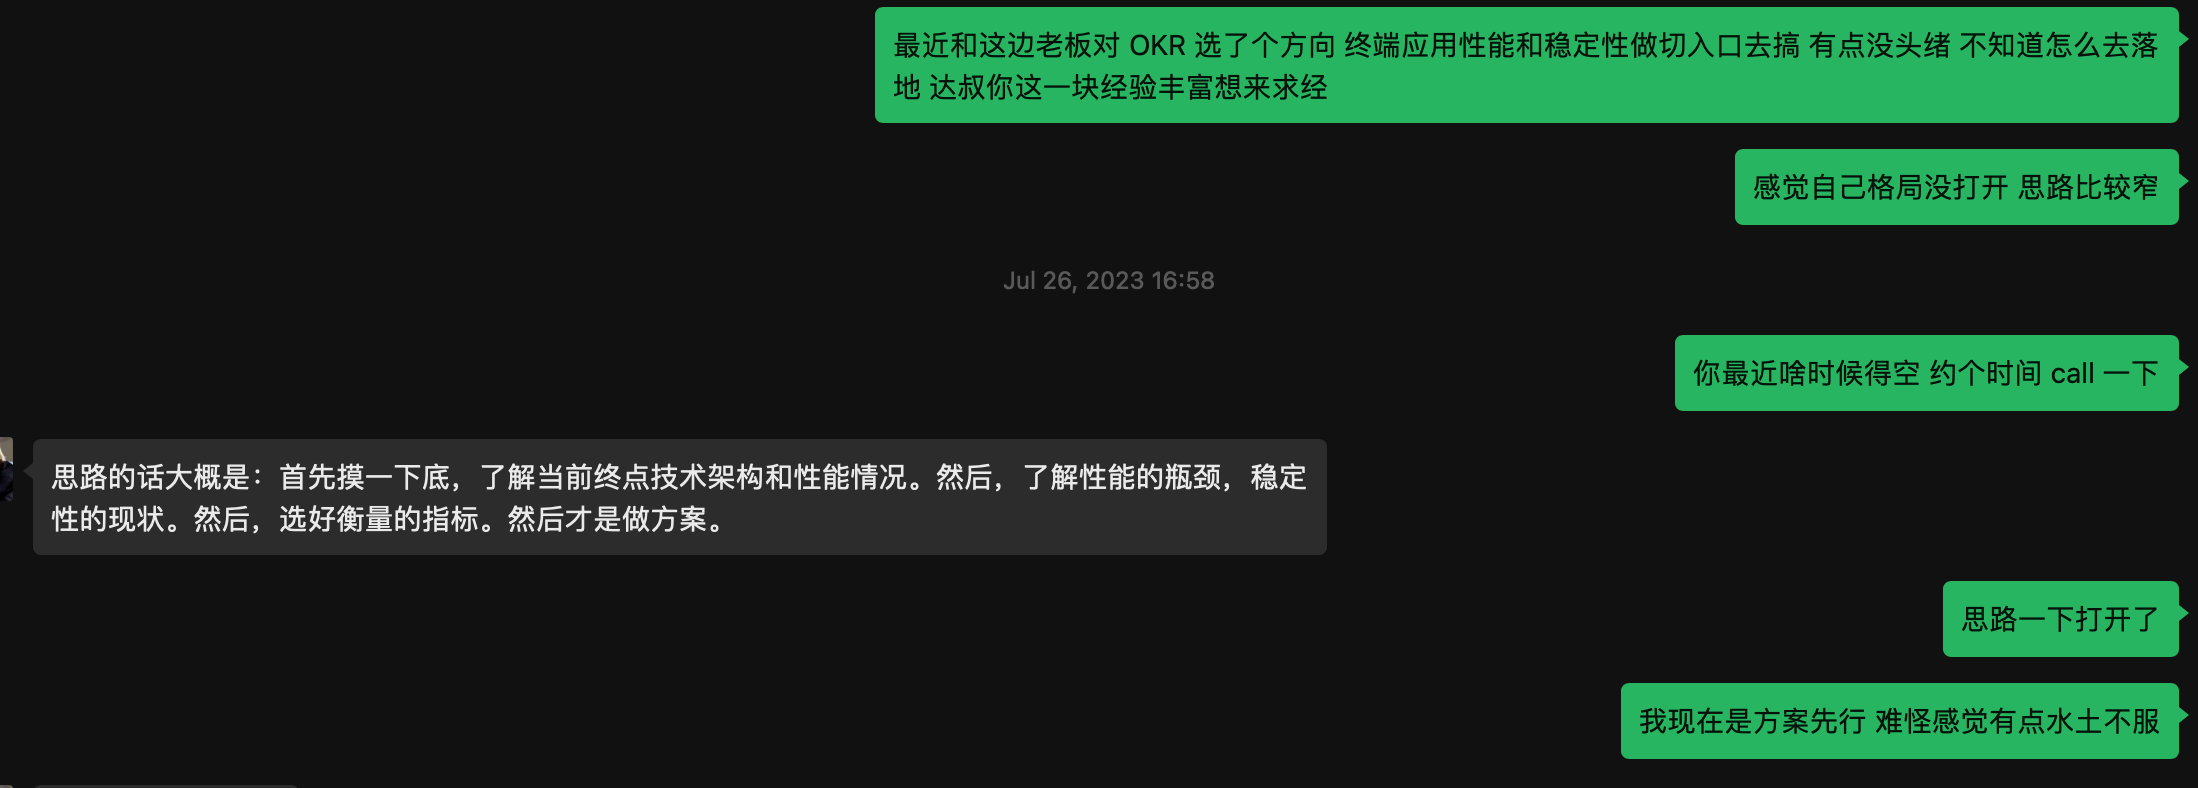 最近和这边老板对 OKR 选了个方向 终端应用性能和稳定性做切入口去搞 有点没头绪 不知道怎么去落
地 达叔你这一块经验丰富想来求经
感觉自己格局没打开 思路比较窄
Jul 26, 2023 16:58
你最近啥时候得空 约个时间 call 一下
思路的话大概是：首先摸一下底，了解当前终点技术架构和性能情况。然后，了解性能的瓶颈，稳定
性的现状。然后，选好衡量的指标。然后才是做方案。
思路一下打开了
我现在是方案先行 难怪感觉有点水土不服